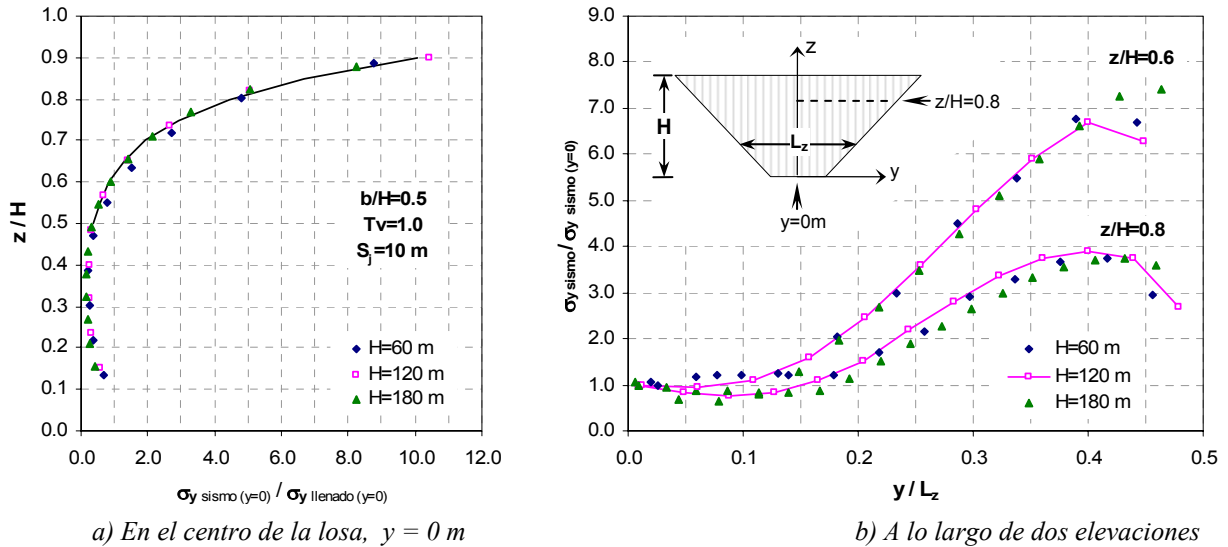 1.0
0.9
0.8
0.7
0.6
0.5
0.4
0.3
0.2
0.1
0.0
z / H
b/H=0.5
Tv=1.0
Sj=10 m
H=60 m
H=120 m
H=180 m
0.0 2.0 4.0 6.0 8.0 10.0 12.0
σy sismo (y=0) / σy llenado (y=0)
a) En el centro de la losa, y = 0 m
9.0
8.0
7.0
6.0
5.0
4.0
3.0
2.0
1.0
0.0
σy sismo/ σy sismo (y=0)
z
z/H=0.6
z/H=0.8
H
Lz
y
y=0m
z/H=0.8
H=60 m
H=120 m
H=180 m
0.0 0.1 0.2 0.3 0.4 0.5
y / Lz
b) A lo largo de dos elevaciones